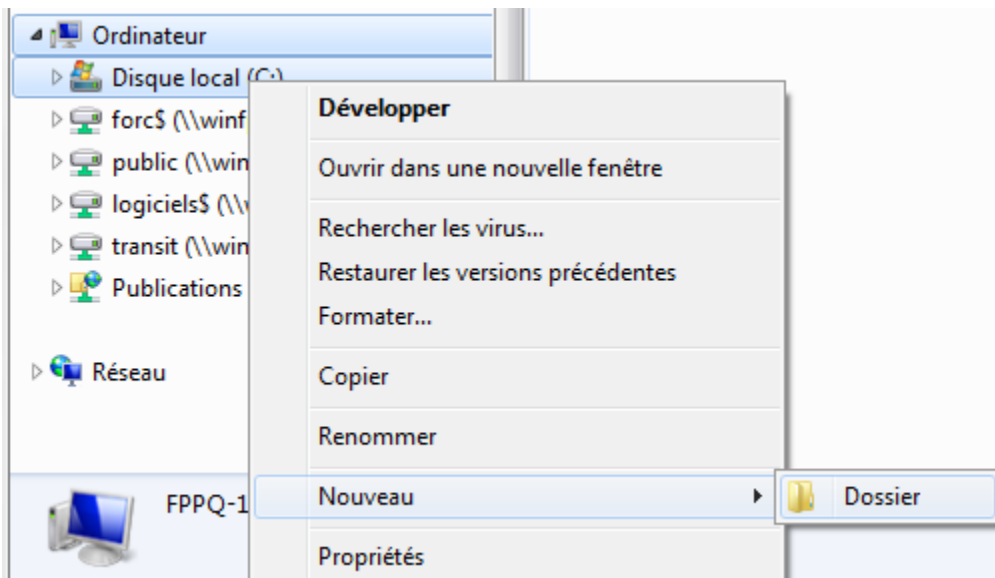 Ordinateur
Disque local (C:)
forc$ (\\winf
public (\\win
logiciels$ (\\
transit (\\win
Publications
Réseau
FPPQ-1
Développer
Ouvrir dans une nouvelle fenêtre
Rechercher les virus...
Restaurer les versions précédentes
Formater...
Copier
Renommer
Nouveau
Dossier
Propriétés